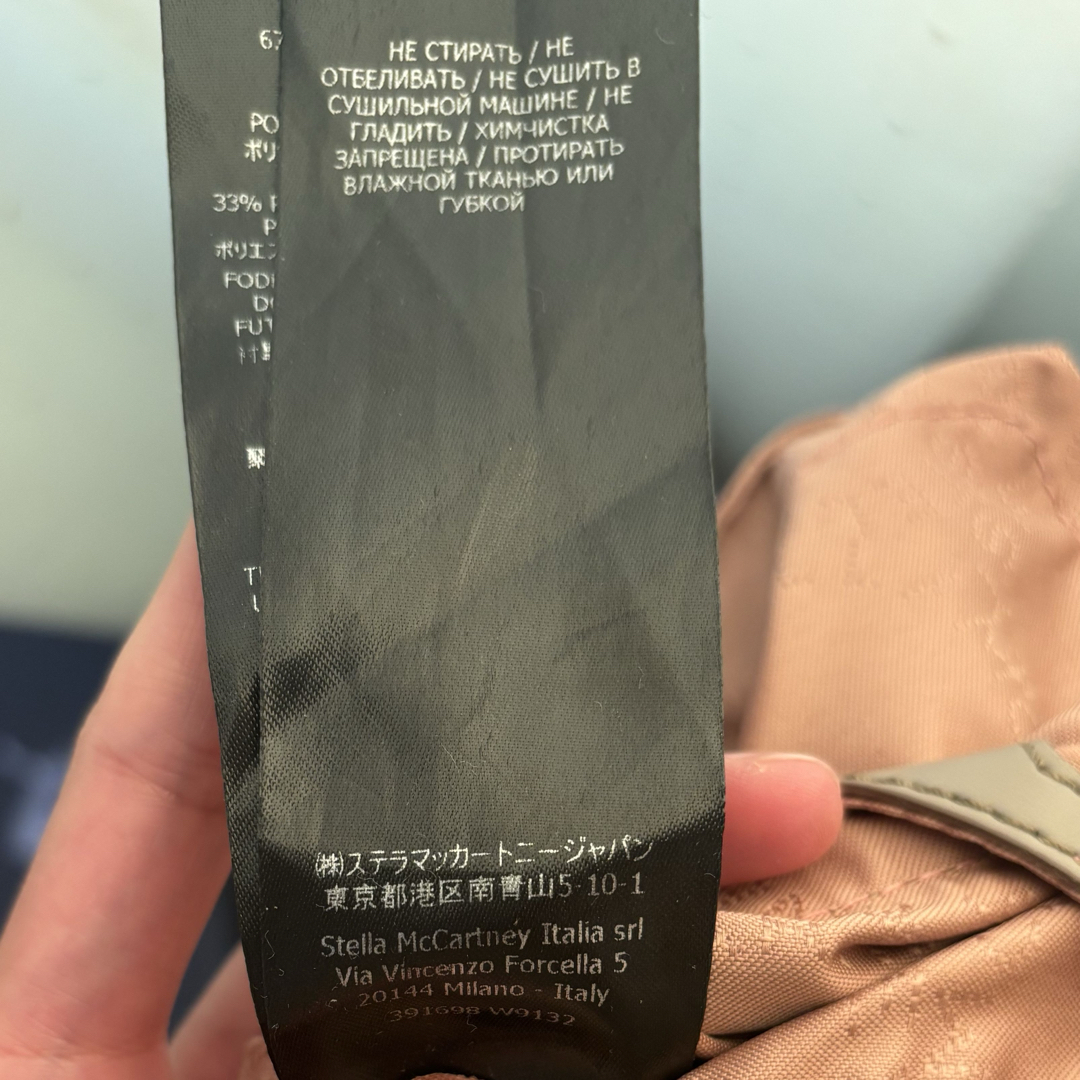 НЕ СТИРАТЬ / НЕ
ОТБЕЛИВАТЬ / НЕ СУШИТЬ В
СУШИЛЬНОЙ МАШИНЕ / НЕ
ГЛАДИТЬ / ХИМЧИСТКА
ЗАПРЕЩЕНА / ПРОТИРАТЬ
ВЛАЖНОЙ ТКАНЬЮ ИЛИ
ГУБКОЙ
33%
㈱ステラマッカートニージャパン
東京都港区南青山5-10-1
Stella McCartney Italia srl
Via Vincenzo Forcella 5
20144 Milano - Italy
391698 W9132